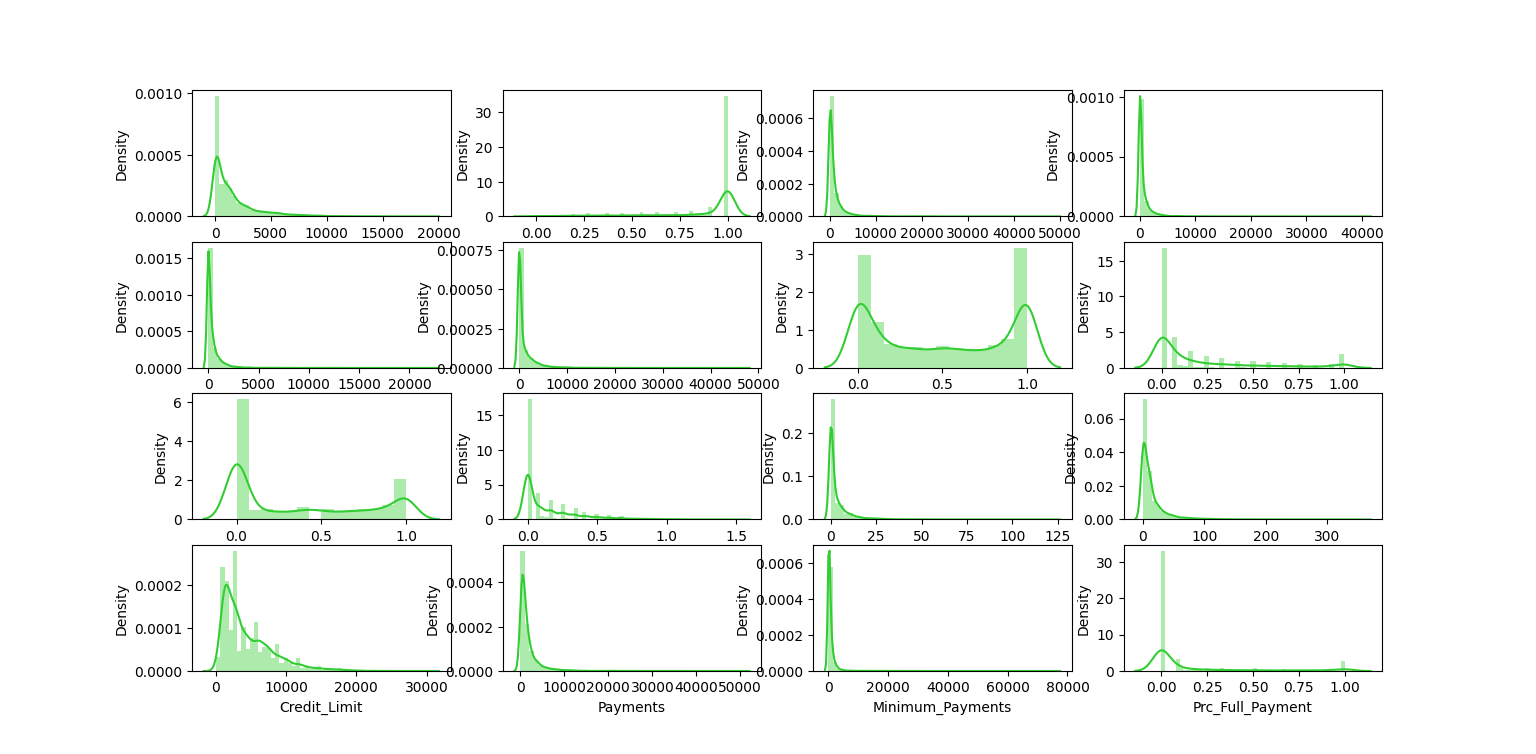 0.0010
0.0005
0.0000
Density
0 5000 10000 15000 20000
30
20
10
0
Density
0.00 0.25 0.50 0.75 1.00
0.0006
0.0004
0.0002
0.0000
Density
0 10000 20000 30000 40000 50000
0.0010
0.0005
0.0000
Density
0 10000 20000 30000 40000
0.0015
0.0010
0.0005
0.0000
Density
0 5000 10000 15000 20000
0.00075
0.00050
0.00025
0.00000
Density
0 10000 20000 30000 40000 50000
3
2
1
0
Density
0.0 0.5 1.0
15
10
5
0
Density
0.00 0.25 0.50 0.75 1.00
6
4
2
0
Density
0.0 0.5 1.0
15
10
5
0
Density
0.0 0.5 1.0 1.5
0.2
0.1
0.0
Density
0 25 50 75 100 125
0.06
0.04
0.02
0.00
Density
0 100 200 300
0.0002
0.0001
0.0000
Density
0 10000 20000 30000
Credit_Limit
0.0004
0.0002
0.0000
Density
0 10000 20000 30000 40000 50000
Payments
0.0006
0.0004
0.0002
0.0000
Density
0 20000 40000 60000 80000
Minimum_Payments
30
20
10
0
Density
0.00 0.25 0.50 0.75 1.00
Prc_Full_Payment